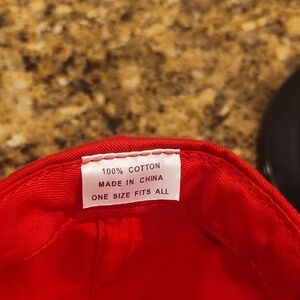 100% COTTON
MADE IN CHINA
ONE SIZE FITS ALL